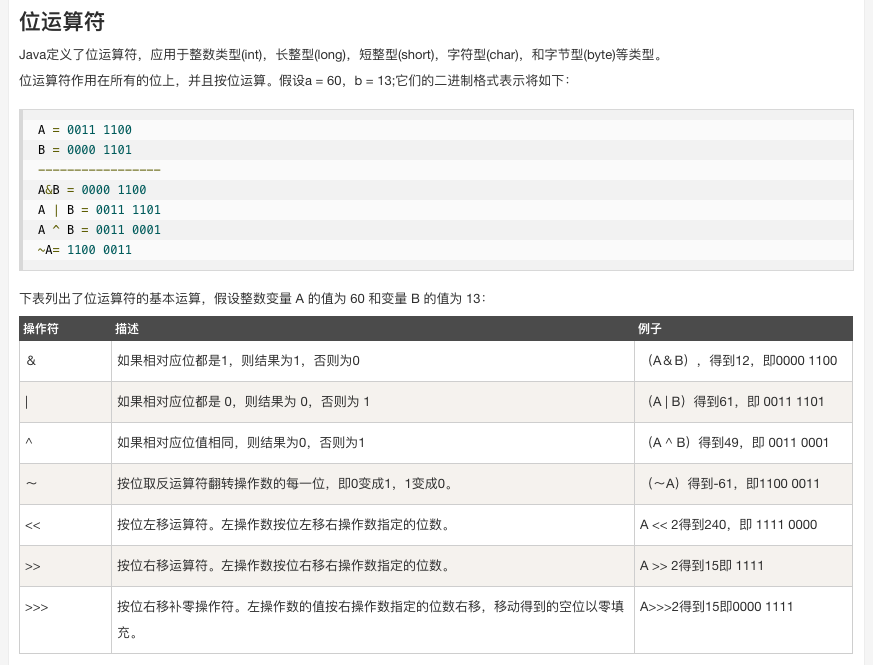 位运算符
Java定义了位运算符，应用于整数类型(int)，长整型(long)，短整型(short)，字符型(char)，和字节型(byte)等类型。
位运算符作用在所有的位上，并且按位运算。假设a = 60，b = 13;它们的二进制格式表示将如下：
A = 0011 1100
B = 0000 1101
-----------------
A&B = 0000 1100
A | B = 0011 1101
A ^ B = 0011 0001
~A= 1100 0011
下表列出了位运算符的基本运算，假设整数变量 A 的值为 60 和变量 B 的值为 13：
操作符 描述 例子
& 如果相对应位都是1，则结果为1，否则为0 （A＆B），得到12，即0000 1100
| 如果相对应位都是 0，则结果为 0，否则为 1 （A | B）得到61，即 0011 1101
^ 如果相对应位值相同，则结果为0，否则为1 （A ^ B）得到49，即 0011 0001
〜 按位取反运算符翻转操作数的每一位，即0变成1，1变成0。 （〜A）得到-61，即1100 0011
<< 按位左移运算符。左操作数按位左移右操作数指定的位数。 A << 2得到240，即 1111 0000
>> 按位右移运算符。左操作数按位右移右操作数指定的位数。 A >> 2得到15即 1111
>>> 按位右移补零操作符。左操作数的值按右操作数指定的位数右移，移动得到的空位以零填 A>>>2得到15即0000 1111
充。